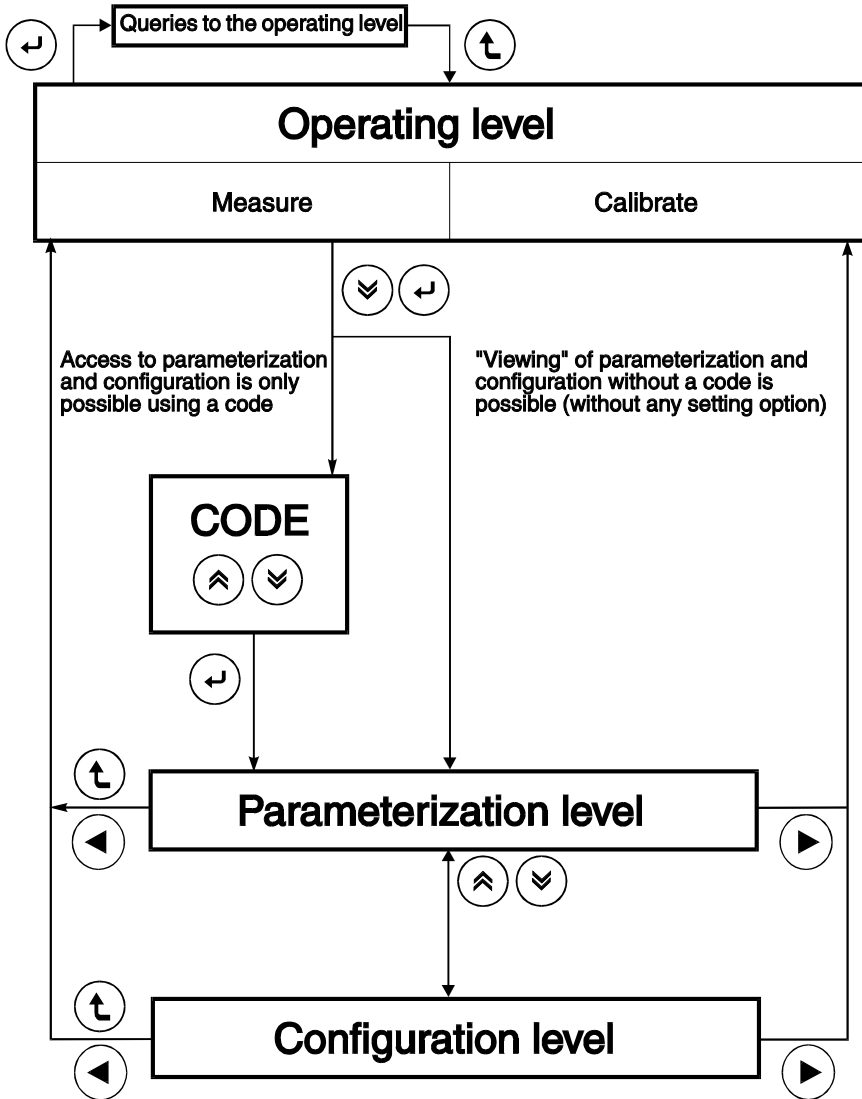 Queries to the operating level
Operating level
Measure
Calibrate
Access to parameterization
and configuration is only
possible using a code
"Viewing" of parameterization and
configuration without a code is
possible (without any setting option)
CODE
Parameterization level
Configuration level